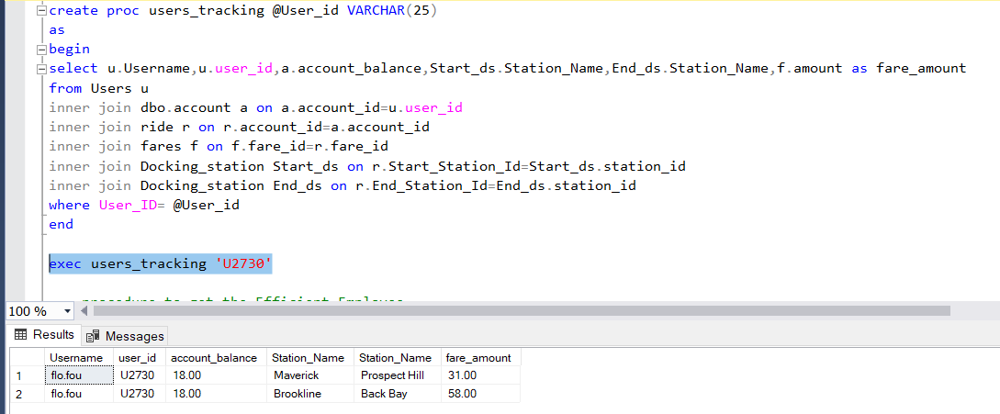 create proc users_tracking @User_id VARCHAR(25)
as
begin
select u.Username,u.user_id,a.account_balance,Start_ds.Station_Name,End_ds.Station_Name,f.amount as fare_amount
from Users u
inner join dbo.account a on a.account_id=u.user_id
inner join ride r on r.account_id=a.account_id
inner join fares f on f.fare_id=r.fare_id
inner join Docking_station Start_ds on r.Start_Station_Id=Start_ds.station_id
inner join Docking_station End_ds on r.End_Station_Id=End_ds.station_id
where User_ID= @User_id
end
exec users_tracking 'U2730'
procedure to get the Efficient Employee
100 %
Results Messages
Username user_id account_balance Station_Name Station_Name fare_amount
1 flo.fou U2730 18.00 Maverick Prospect Hill 31.00
2 flo.fou U2730 18.00 Brookline Back Bay 58.00